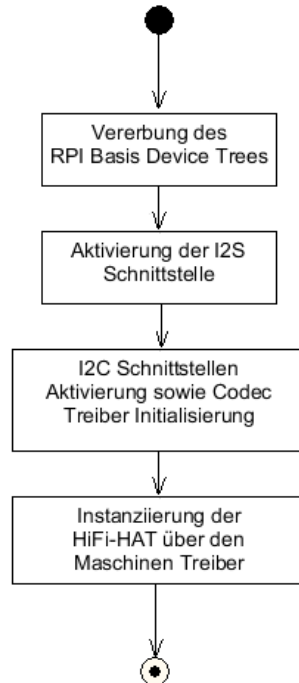 Vererbung des
RPI Basis Device Trees
Aktivierung der I2S
Schnittstelle
I2C Schnittstellen
Aktivierung sowie Codec
Treiber Initialisierung
Instanziierung der
HiFi-HAT über den
Maschinen Treiber